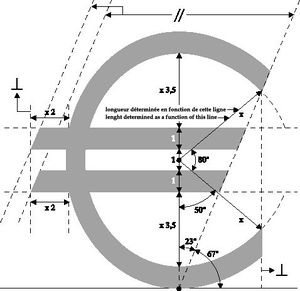 //
⊥
x 3,5
longueur déterminée en fonction de cette ligne
lenght determined as a function of this line
x 2
x
1
1
80°
1
x 2
50°
x
x 3,5
23°
67°
⊥